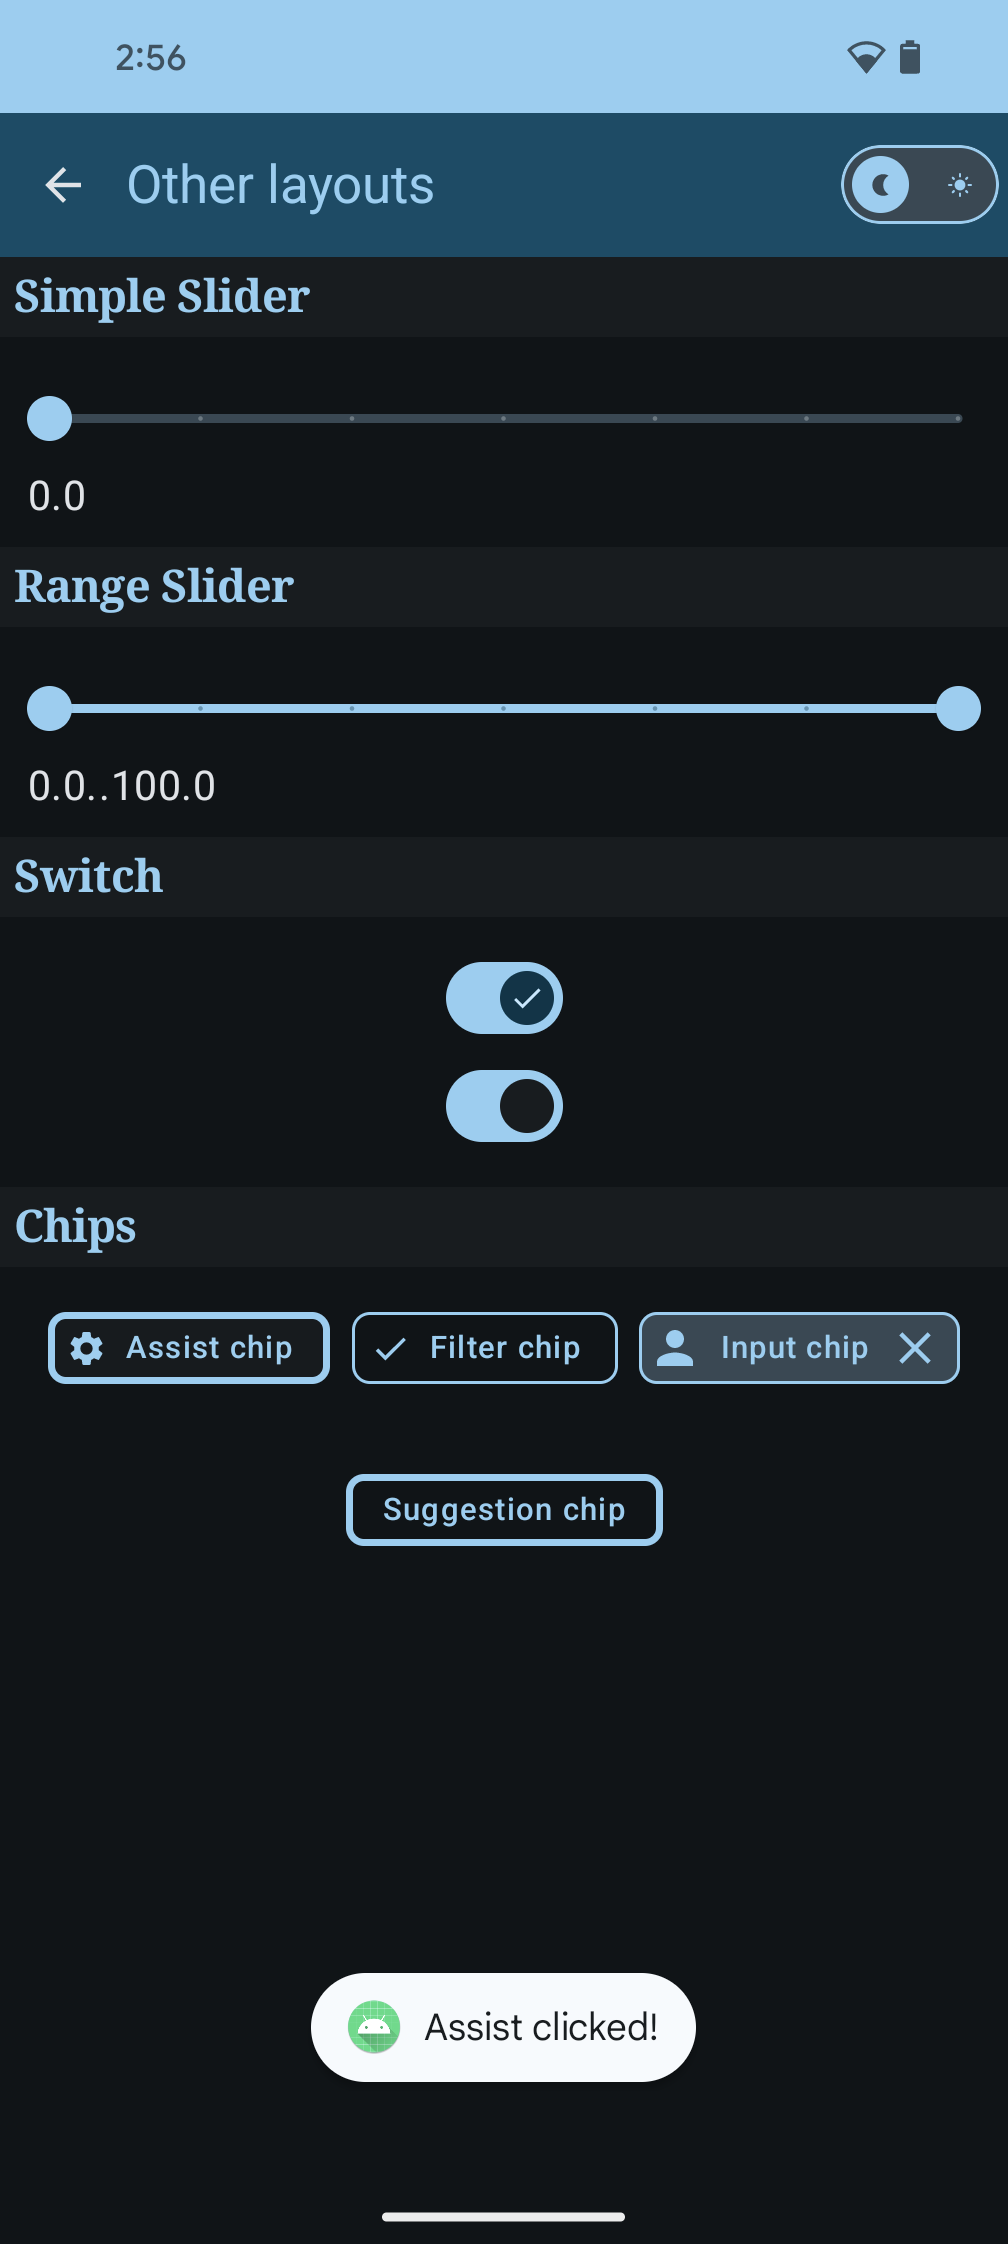 2:56
Other layouts
Simple Slider
0.0
Range Slider
0.0..100.0
Switch
Chips
Assist chip
Filter chip
Input chip
Suggestion chip
Assist clicked!